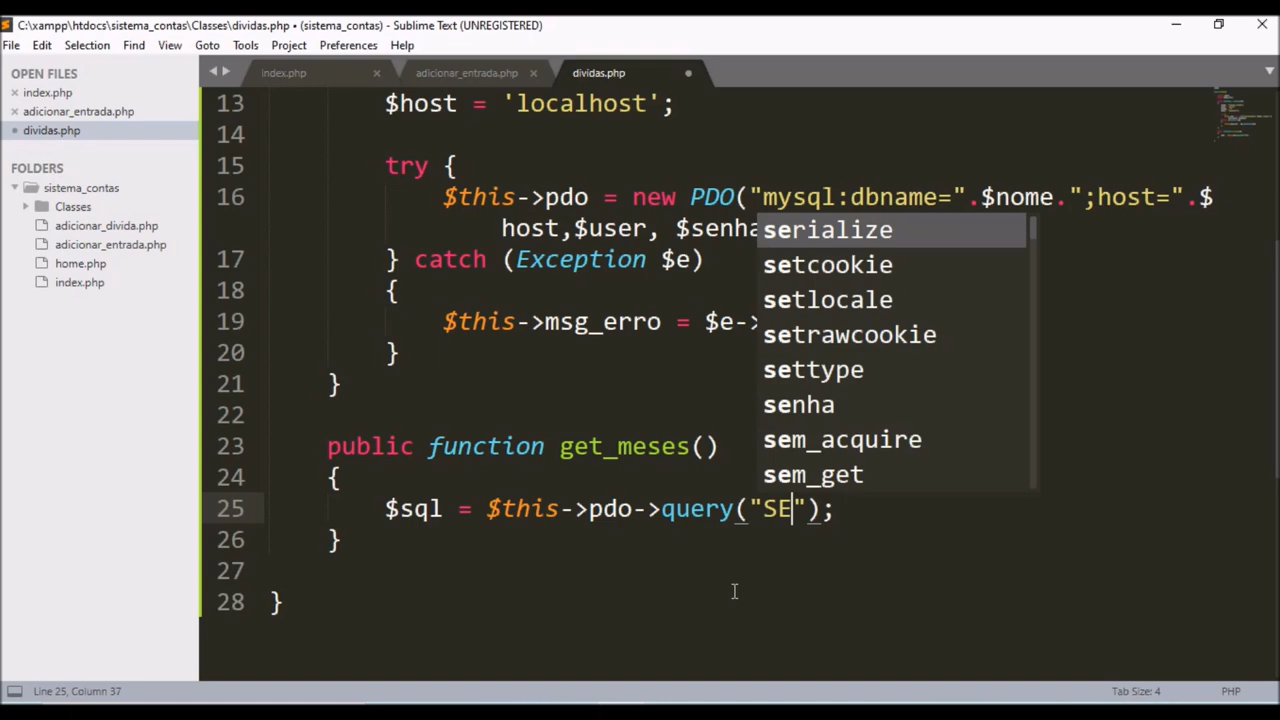 C:\xampp\htdocs\sistema_contas\Classes\dividas.php • (sistema_contas) - Sublime Text (UNREGISTERED)
File Edit Selection Find View Goto Tools Project Preferences Help
OPEN FILES
index.php
adicionar_entrada.php
dividas.php
FOLDERS
sistema_contas
Classes
adicionar_divida.php
adicionar_entrada.php
home.php
index.php
index.php adicionar_entrada.php dividas.php
13 $host = 'localhost';
14
15 try {
16 $this->pdo = new PDO("mysql:dbname=".$nome.";host=".$
host,$user, $senha
17 } catch (Exception $e)
18 {
19 $this->msg_erro = $e->
20 }
21 }
22
23 public function get_meses()
24 {
25 $sql = $this->pdo->query("SE");
26 }
27
28 }
serialize
setcookie
setlocale
setrawcookie
settype
senha
sem_acquire
sem_get
Line 25, Column 37 Tab Size: 4 PHP